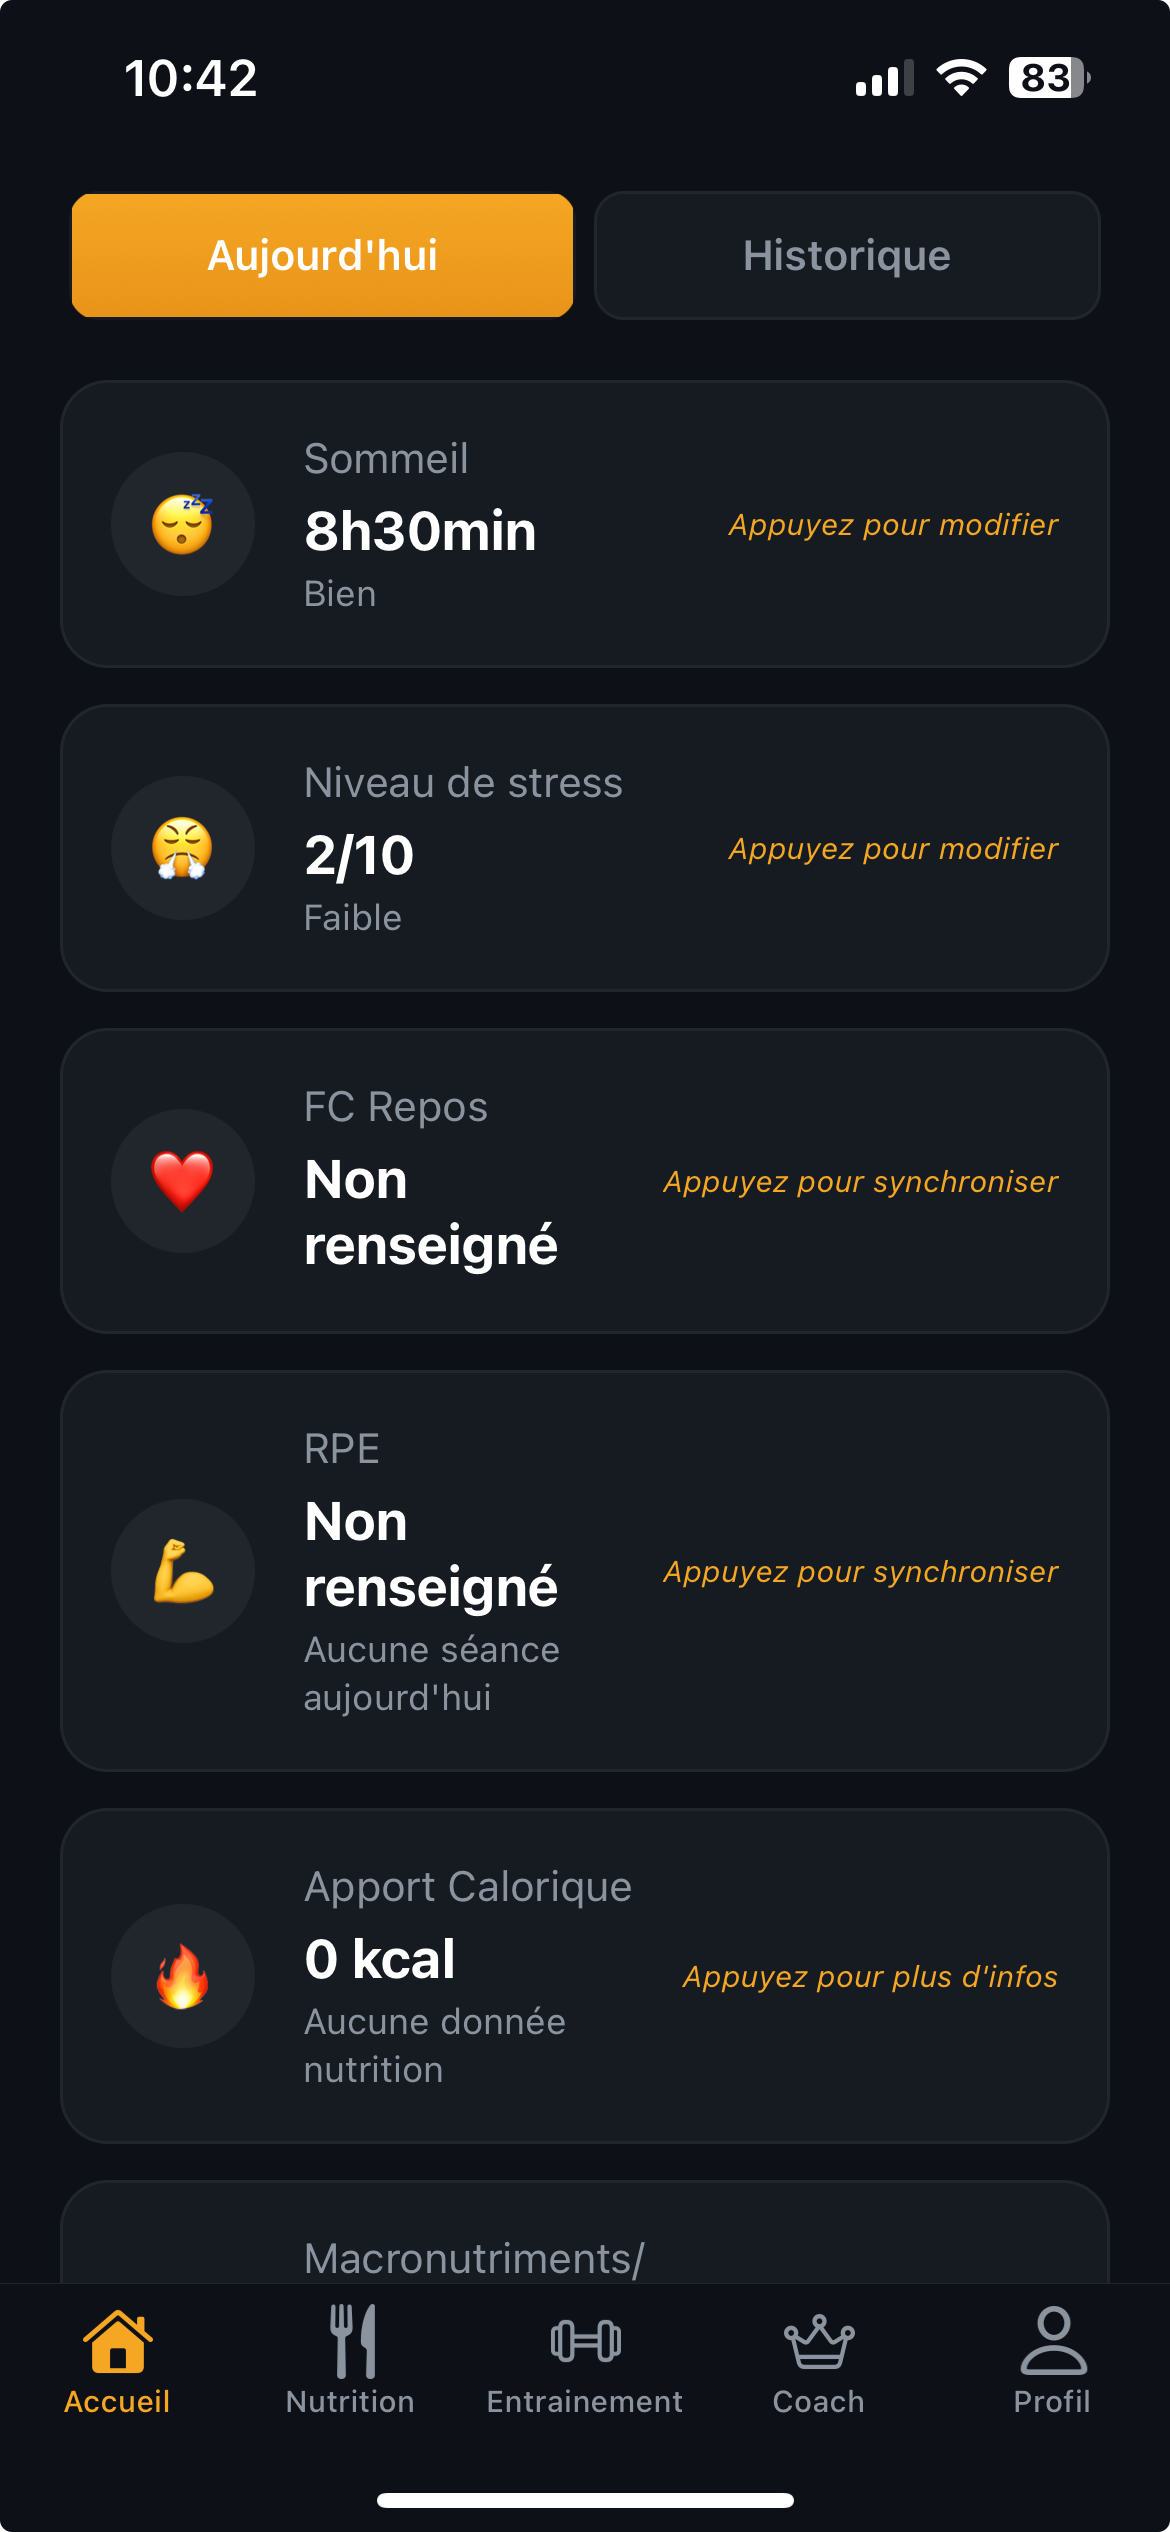 10:42
83
Aujourd'hui
Historique
Sommeil
8h30min
Bien
Appuyez pour modifier
Niveau de stress
2/10
Faible
Appuyez pour modifier
FC Repos
Non
renseigné
Appuyez pour synchroniser
RPE
Non
renseigné
Aucune séance
aujourd'hui
Appuyez pour synchroniser
Apport Calorique
0 kcal
Aucune donnée
nutrition
Appuyez pour plus d'infos
Macronutriments/
Accueil
Nutrition
Entrainement
Coach
Profil